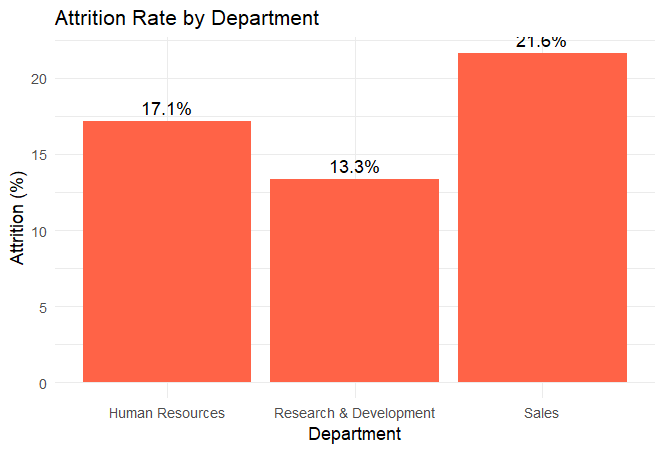 Attrition Rate by Department
21.6%
17.1%
13.3%
20
15
10
5
0
Attrition (%)
Human Resources Research & Development Sales
Department